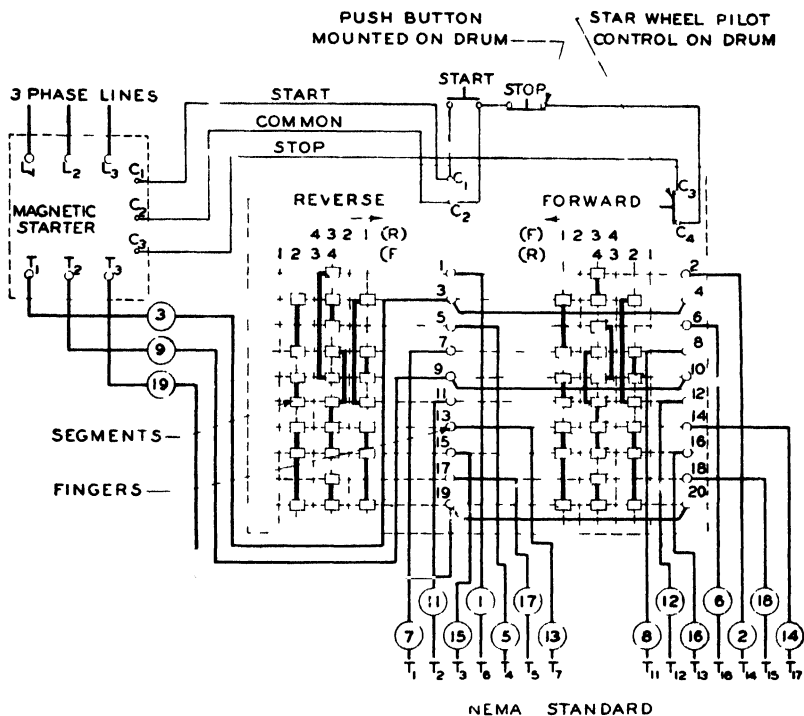 PUSH BUTTON
MOUNTED ON DRUM
STAR WHEEL PILOT
CONTROL ON DRUM
START
STOP
3 PHASE LINES
START
COMMON
STOP
L1 L2 L3 C1
C2
C3
MAGNETIC
STARTER
T1 T2 T3
C1
C2
C3
C4
REVERSE
FORWARD
4 3 2 1 (R)
1 2 3 4 (F
(F) 1 2 3 4
(R) 4 3 2 1
1 2
3 4
5 6
7 8
9 10
11 12
13 14
15 16
17 18
19 20
3
9
19
SEGMENTS
FINGERS
11 1 17 12 6 18
7 15 5 13 8 16 2 14
T1 T2 T3 T6 T4 T5 T7 T11 T12 T13 T16 T14 T15 T17
NEMA STANDARD